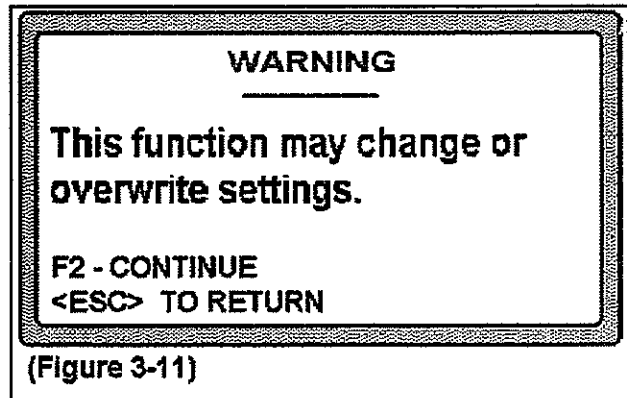 WARNING
This function may change or
overwrite settings.
F2 - CONTINUE
<ESC> TO RETURN
(Figure 3-11)